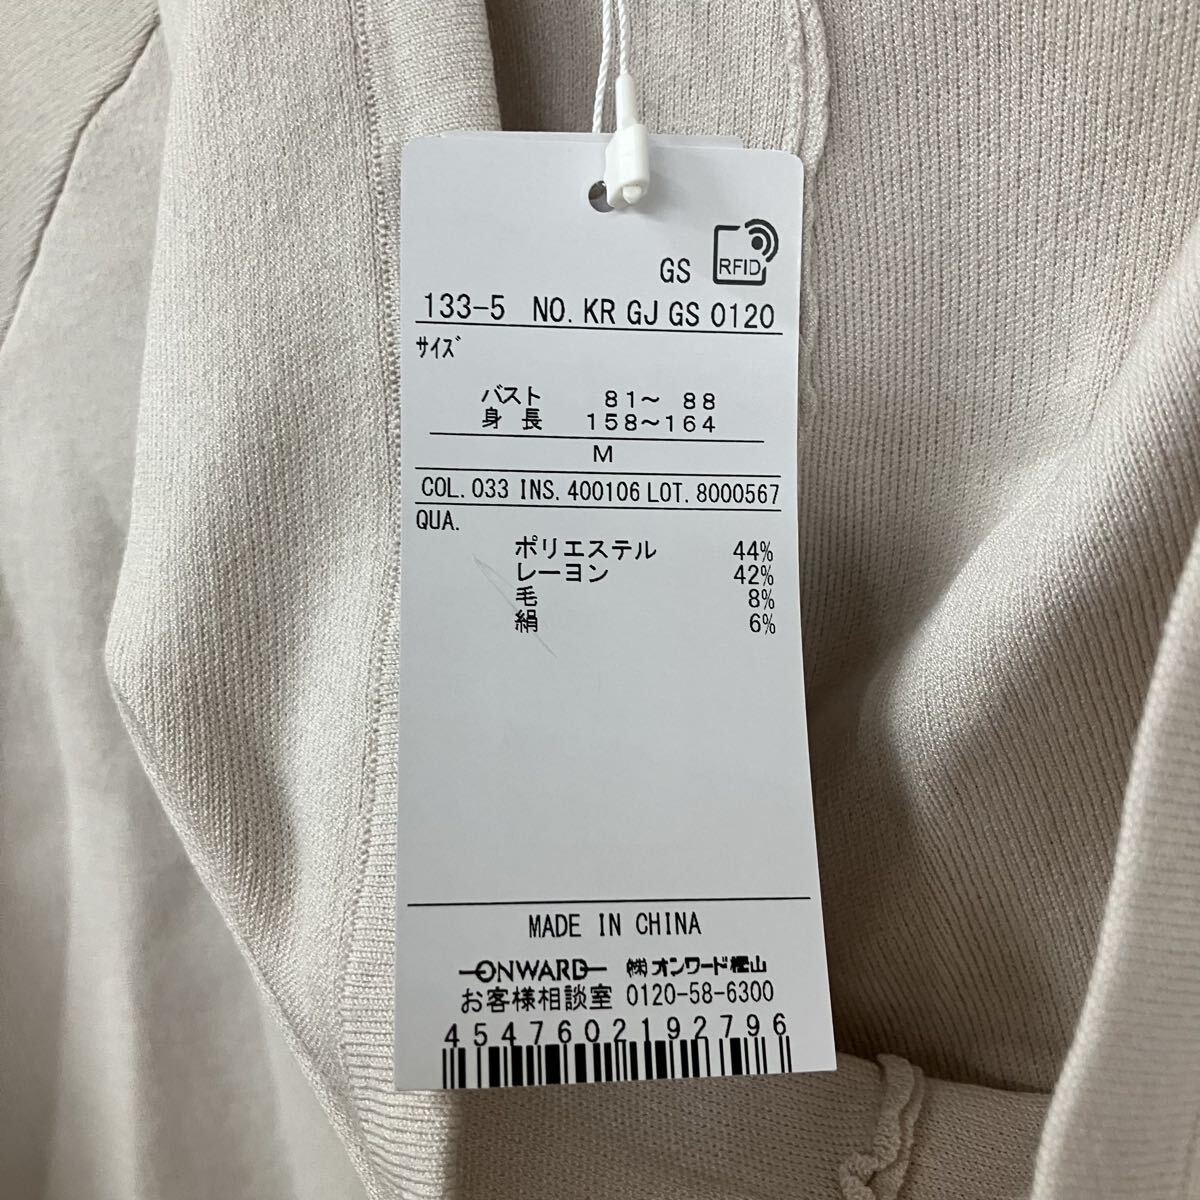 RFID
GS
133-5 NO. KR GJ GS 0120
サイズ
バスト 81～ 88
身長 158～164
M
COL. 033 INS. 400106 LOT. 8000567
QUA.
ポリエステル 44%
レーヨン 42%
毛 8%
絹 6%
MADE IN CHINA
ONWARD ㈱オンワード樫山
お客様相談室 0120-58-6300
4547602192796